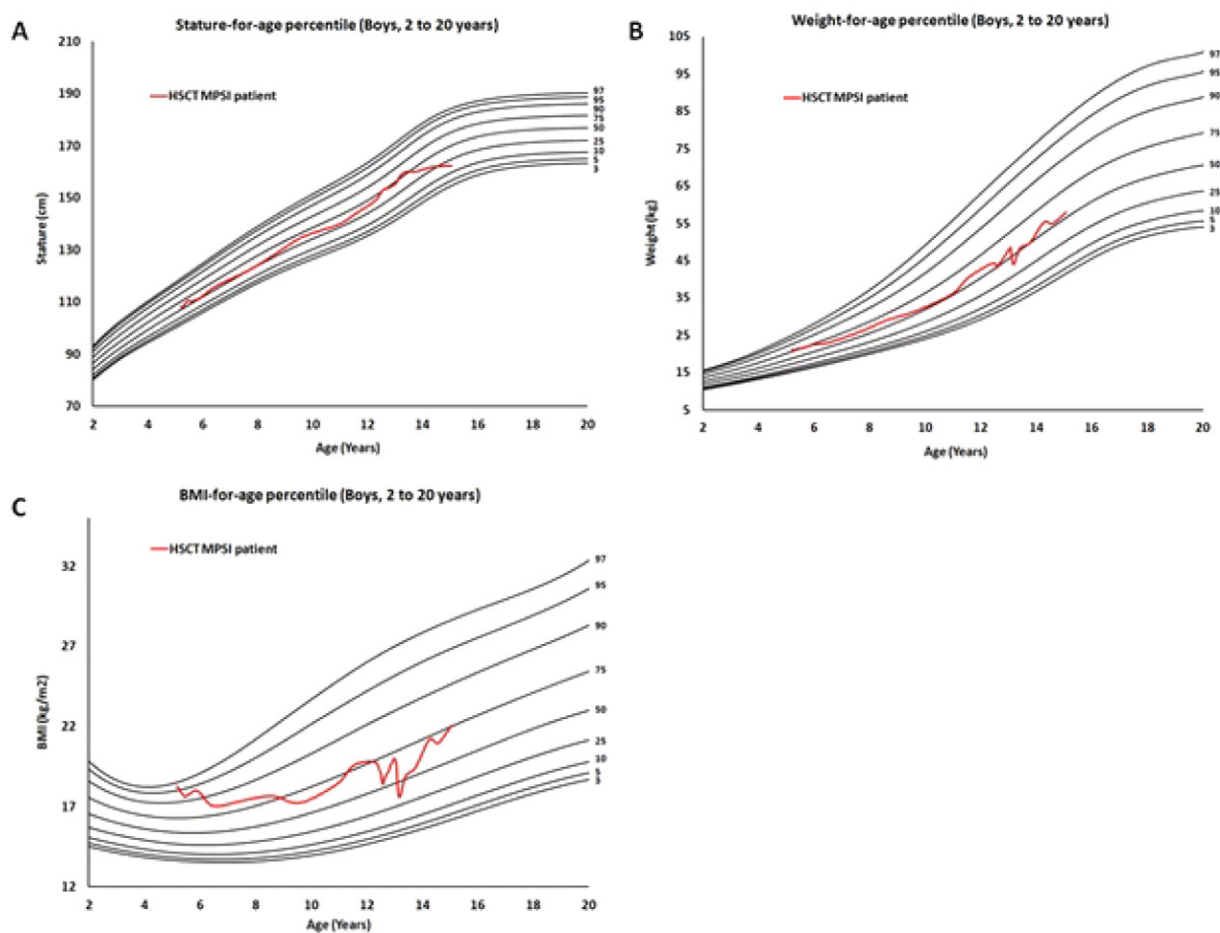 A
Stature-for-age percentile (Boys, 2 to 20 years)
210
190
170
150
130
110
90
70
Stature (cm)
HSCT MPSI patient
97
95
90
75
50
25
10
5
3
2 4 6 8 10 12 14 16 18 20
Age (Years)
B
Weight-for-age percentile (Boys, 2 to 20 years)
105
95
85
75
65
55
45
35
25
15
5
Weight (kg)
HSCT MPSI patient
97
95
90
75
50
25
10
5
3
2 4 6 8 10 12 14 16 18 20
Age (Years)
C
BMI-for-age percentile (Boys, 2 to 20 years)
32
27
22
17
12
BMI (kg/m2)
HSCT MPSI patient
97
95
90
75
50
25
10
5
3
2 4 6 8 10 12 14 16 18 20
Age (Years)